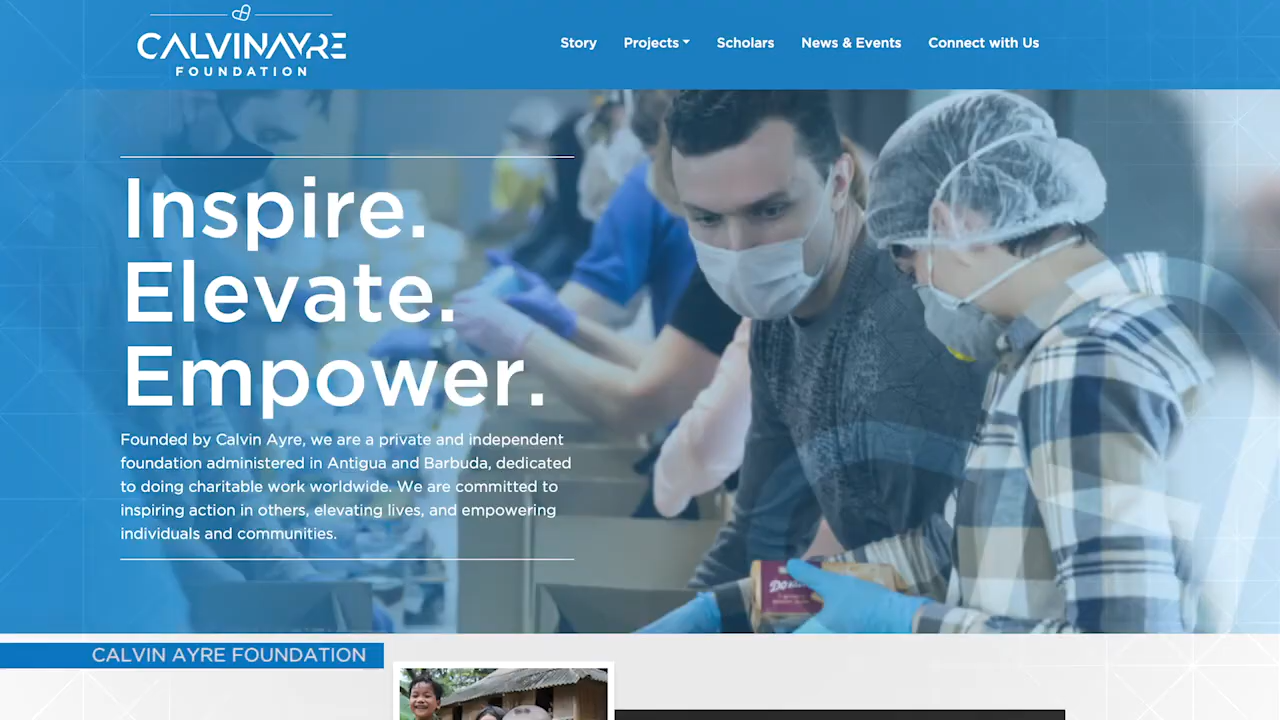 CALVINAYRE
FOUNDATION
Story
Projects
Scholars
News & Events
Connect with Us
Inspire.
Elevate.
Empower.
Founded by Calvin Ayre, we are a private and independent
foundation administered in Antigua and Barbuda, dedicated
to doing charitable work worldwide. We are committed to
inspiring action in others, elevating lives, and empowering
individuals and communities.
CALVIN AYRE FOUNDATION